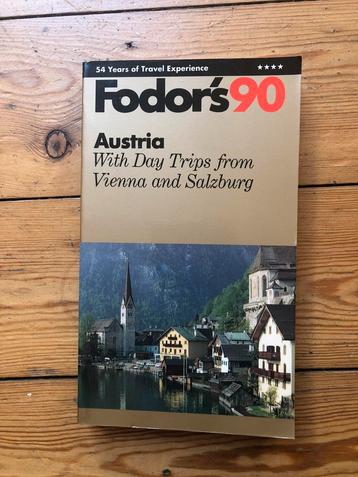 54 Years of Travel Experience ★★★★
Fodor's90
Austria
With Day Trips from
Vienna and Salzburg